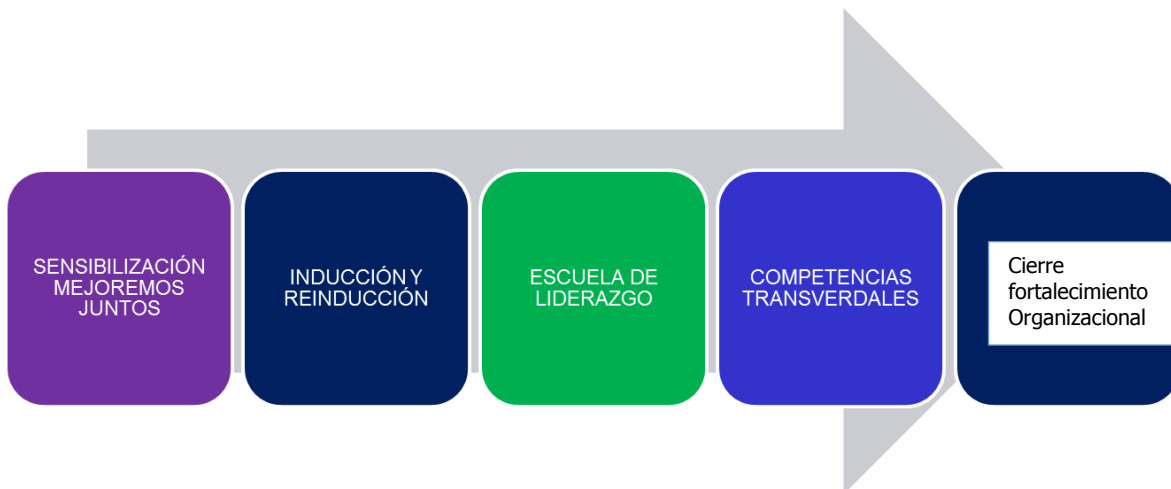 SENSIBILIZACIÓN
MEJOREMOS
JUNTOS
INDUCCIÓN Y
REINDUCCIÓN
ESCUELA DE
LIDERAZGO
COMPETENCIAS
TRANSVERDALES
Cierre
fortalecimiento
Organizacional